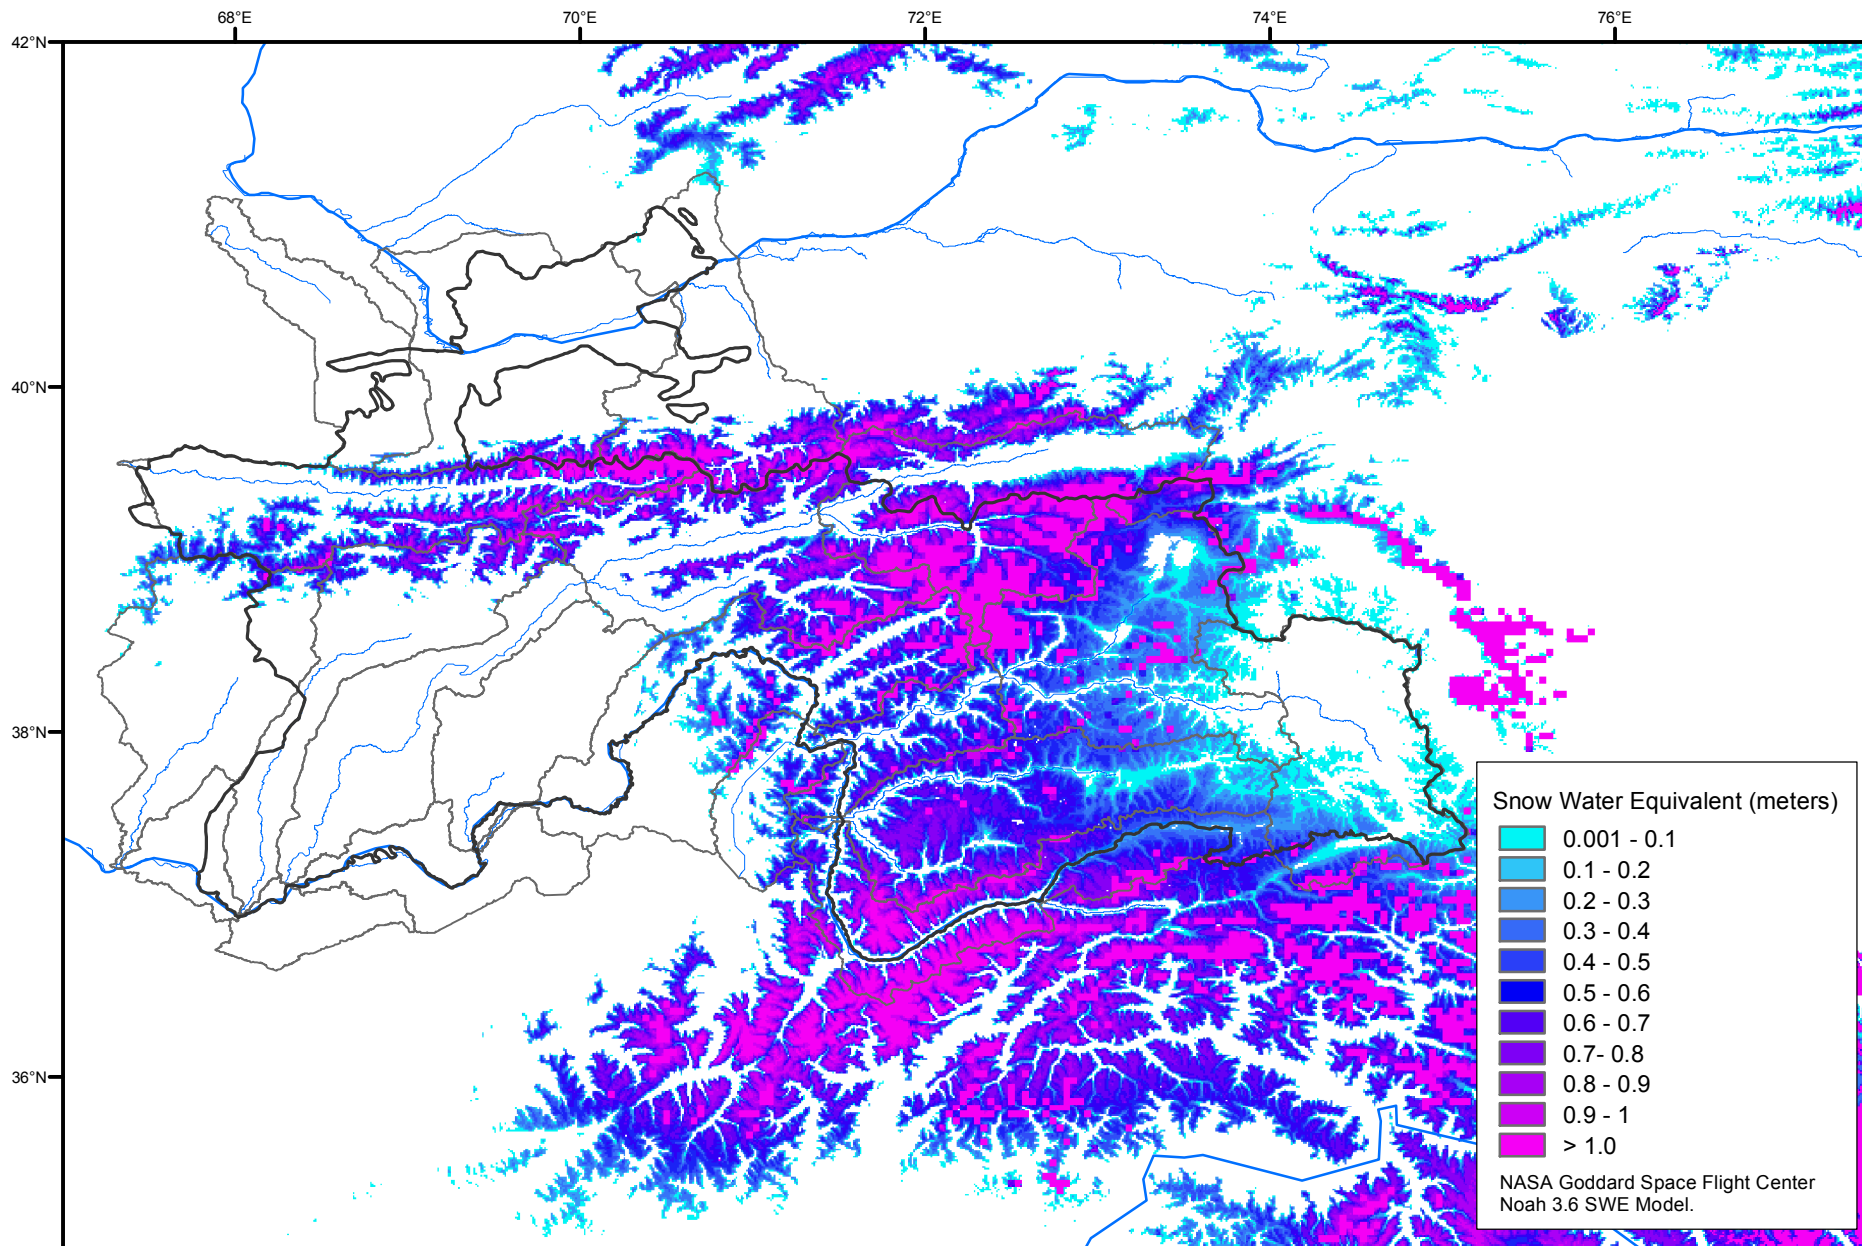 68°E
70°E
72°E
74°E
76°E
42°N
40°N
38°N
36°N
Snow Water Equivalent (meters)
0.001 - 0.1
0.1 - 0.2
0.2 - 0.3
0.3 - 0.4
0.4 - 0.5
0.5 - 0.6
0.6 - 0.7
0.7- 0.8
0.8 - 0.9
0.9 - 1
> 1.0
NASA Goddard Space Flight Center
Noah 3.6 SWE Model.